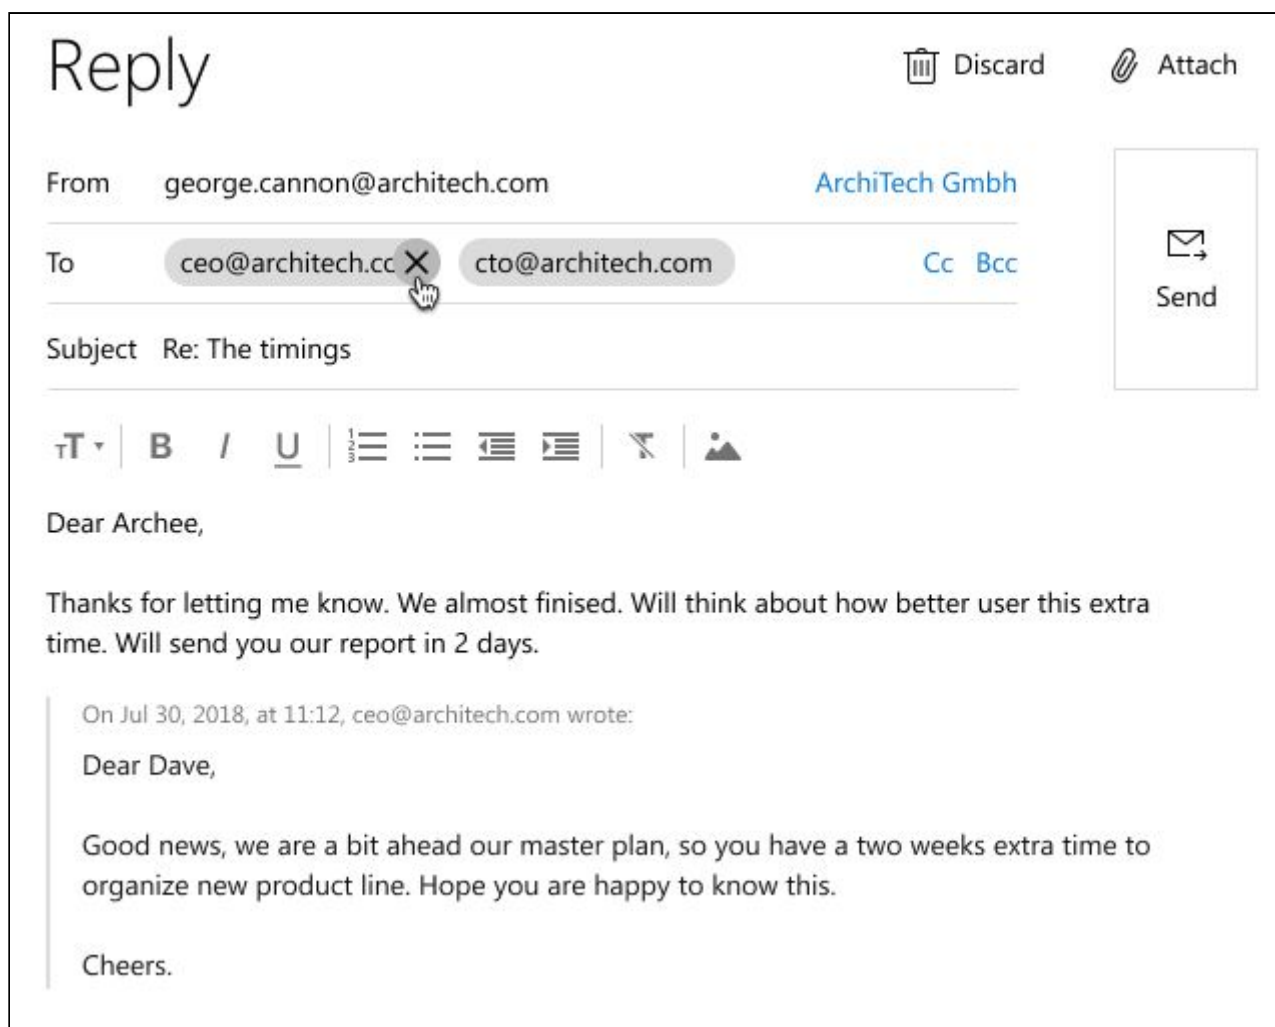 Reply
Discard
Attach
From george.cannon@architech.com ArchiTech Gmbh
To ceo@architech.cc cto@architech.com Cc Bcc
Send
Subject Re: The timings
TT B I U
Dear Archee,
Thanks for letting me know. We almost finised. Will think about how better user this extra
time. Will send you our report in 2 days.
On Jul 30, 2018, at 11:12, ceo@architech.com wrote:
Dear Dave,
Good news, we are a bit ahead our master plan, so you have a two weeks extra time to
organize new product line. Hope you are happy to know this.
Cheers.